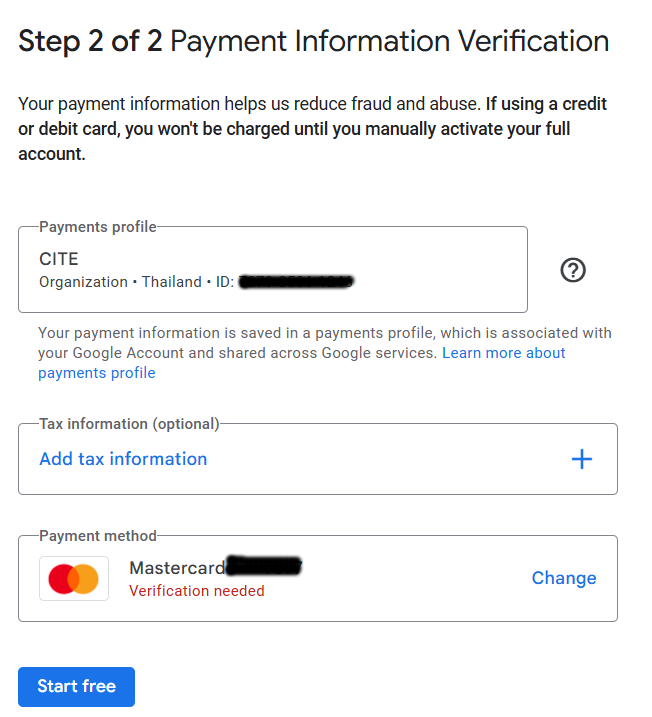 Step 2 of 2 Payment Information Verification
Your payment information helps us reduce fraud and abuse. If using a credit
or debit card, you won't be charged until you manually activate your full
account.
Payments profile
CITE
Organization • Thailand • ID:
Your payment information is saved in a payments profile, which is associated with
your Google Account and shared across Google services. Learn more about
payments profile
Tax information (optional)
Add tax information
Payment method
Mastercard
Verification needed
Change
Start free